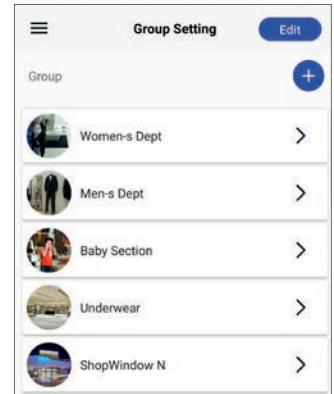 Group Setting
Edit
Group
Women-s Dept
Men-s Dept
Baby Section
Underwear
ShopWindow N